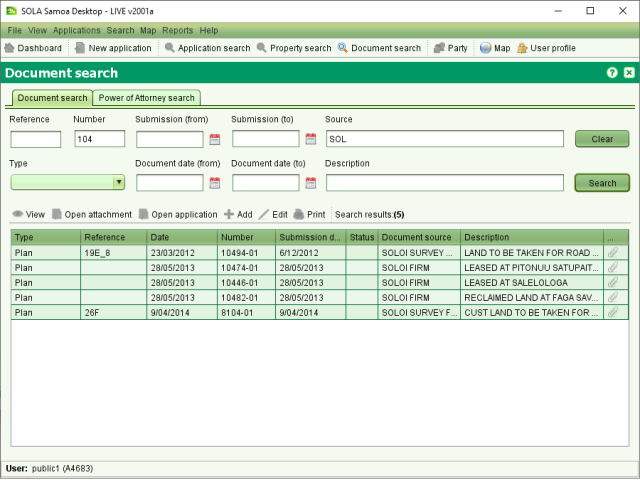 SOLA Samoa Desktop - LIVE v2001a
File View Applications Search Map Reports Help
Dashboard New application Application search Property search Document search Party Map User profile
Document search
Document search Power of Attorney search
Reference Number Submission (from) Submission (to) Source
104 SOL Clear
Type Document date (from) Document date (to) Description
Search
View Open attachment Open application Add Edit Print Search results:(5)
Type Reference Date Number Submission d... Status Document source Description ...
Plan 19E_8 23/03/2012 10494-01 6/12/2012 SOLOI SURVEY ... LAND TO BE TAKEN FOR ROAD ...
Plan 28/05/2013 10474-01 28/05/2013 SOLOI FIRM LEASED AT PITONUU SATUPAIT...
Plan 28/05/2013 10446-01 28/05/2013 SOLOI FIRM LEASED AT SALELOLOGA
Plan 28/05/2013 10482-01 28/05/2013 SOLOI FIRM RECLAIMED LAND AT FAGA SAV...
Plan 26F 9/04/2014 8104-01 9/04/2014 SOLOI SURVEY F... CUST LAND TO BE TAKEN FOR ...
User: public1 (A4683)